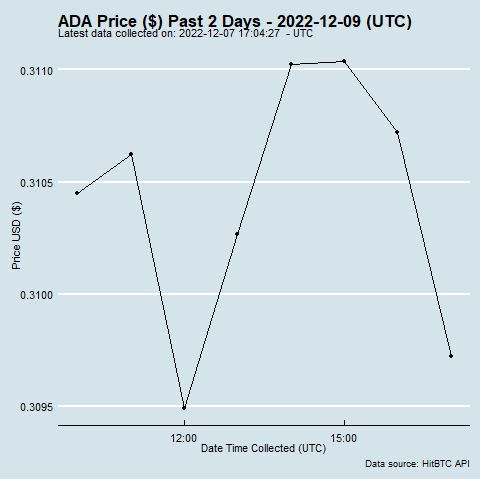 ADA Price ($) Past 2 Days - 2022-12-09 (UTC)
Latest data collected on: 2022-12-07 17:04:27  - UTC
0.3110
0.3105
0.3100
0.3095
Price USD ($)
12:00
15:00
Date Time Collected (UTC)
Data source: HitBTC API